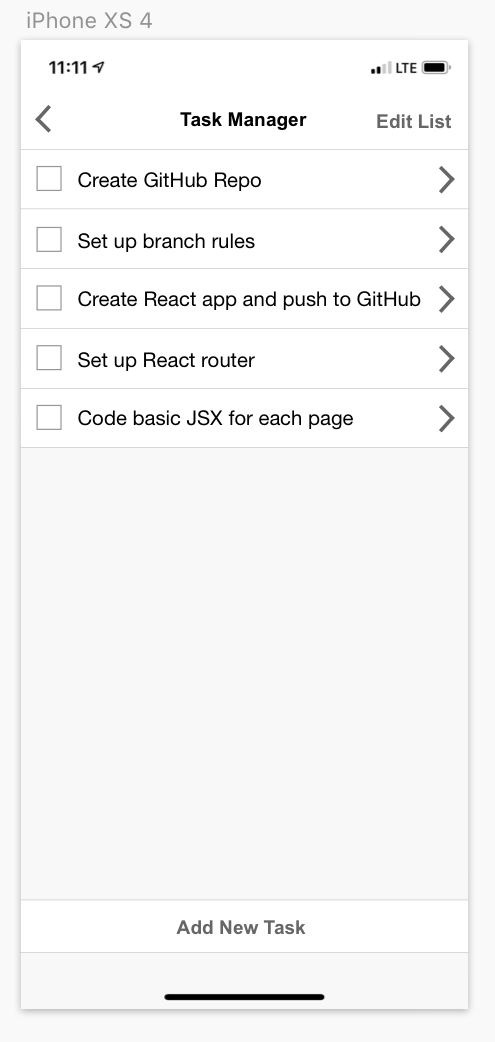 iPhone XS 4
11:11 LTE
Task Manager Edit List
Create GitHub Repo
Set up branch rules
Create React app and push to GitHub
Set up React router
Code basic JSX for each page
Add New Task